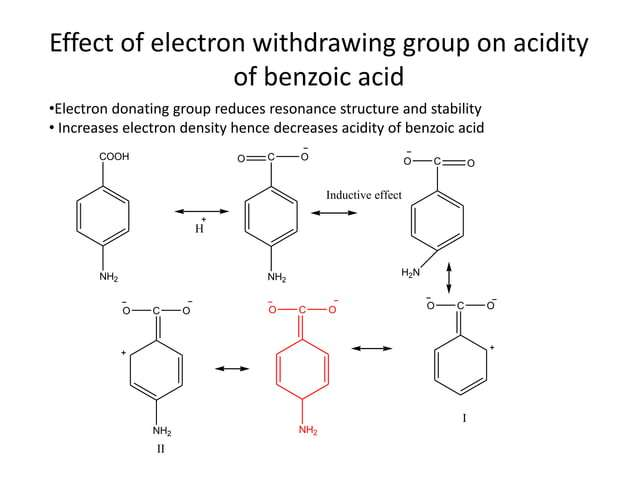 Effect of electron withdrawing group on acidity
of benzoic acid
•Electron donating group reduces resonance structure and stability
• Increases electron density hence decreases acidity of benzoic acid
COOH
NH2
H+
O C O-
NH2
Inductive effect
-O C O
H2N
-O C O-
+
I
-O C O-
NH2
-O C O-
+
NH2
II